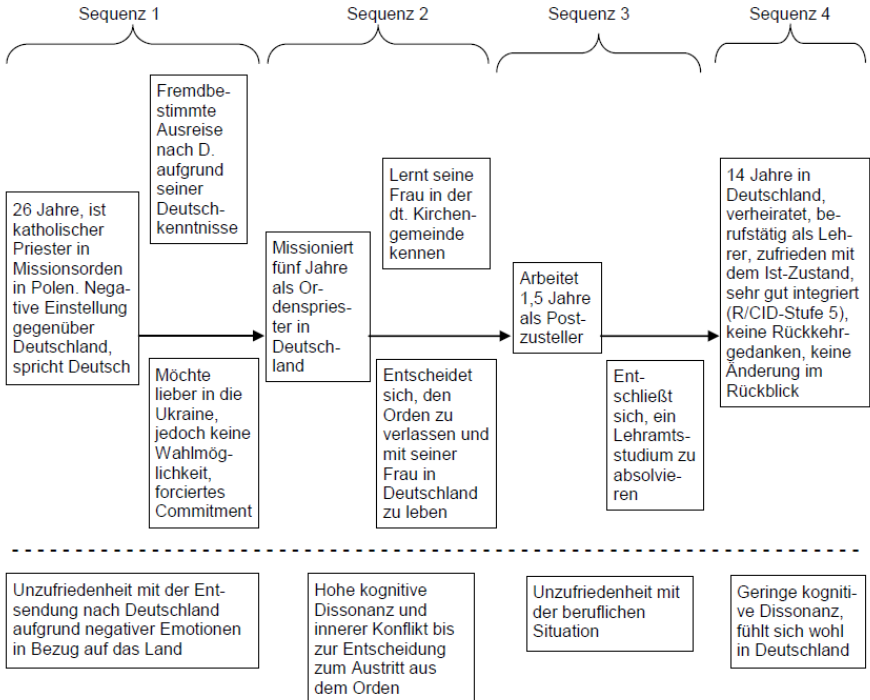 Sequenz 1
Sequenz 2
Sequenz 3
Sequenz 4
26 Jahre, ist
katholischer
Priester in
Missionsorden
in Polen. Nega-
tive Einstellung
gegenüber
Deutschland,
spricht Deutsch
Fremdbe-
stimmte
Ausreise
nach D.
aufgrund
seiner
Deutsch-
kenntnisse
Möchte
lieber in die
Ukraine,
jedoch keine
Wahlmög-
lichkeit,
forciertes
Commitment
Missioniert
fünf Jahre
als Or-
denspries-
ter in
Deutsch-
land
Lernt seine
Frau in der
dt. Kirchen-
gemeinde
kennen
Entscheidet
sich, den
Orden zu
verlassen und
mit seiner
Frau in
Deutschland
zu leben
Arbeitet
1,5 Jahre
als Post-
zusteller
Ent-
schließt
sich, ein
Lehramts-
studium zu
absolvie-
ren
14 Jahre in
Deutschland,
verheiratet, be-
rufstätig als Leh-
rer, zufrieden mit
dem Ist-Zustand,
sehr gut integriert
(R/CID-Stufe 5),
keine Rückkehr-
gedanken, keine
Änderung im
Rückblick
Unzufriedenheit mit der Ent-
sendung nach Deutschland
aufgrund negativer Emotionen
in Bezug auf das Land
Hohe kognitive
Dissonanz und
innerer Konflikt bis
zur Entscheidung
zum Austritt aus
dem Orden
Unzufriedenheit mit
der beruflichen
Situation
Geringe kogniti-
ve Dissonanz,
fühlt sich wohl
in Deutschland